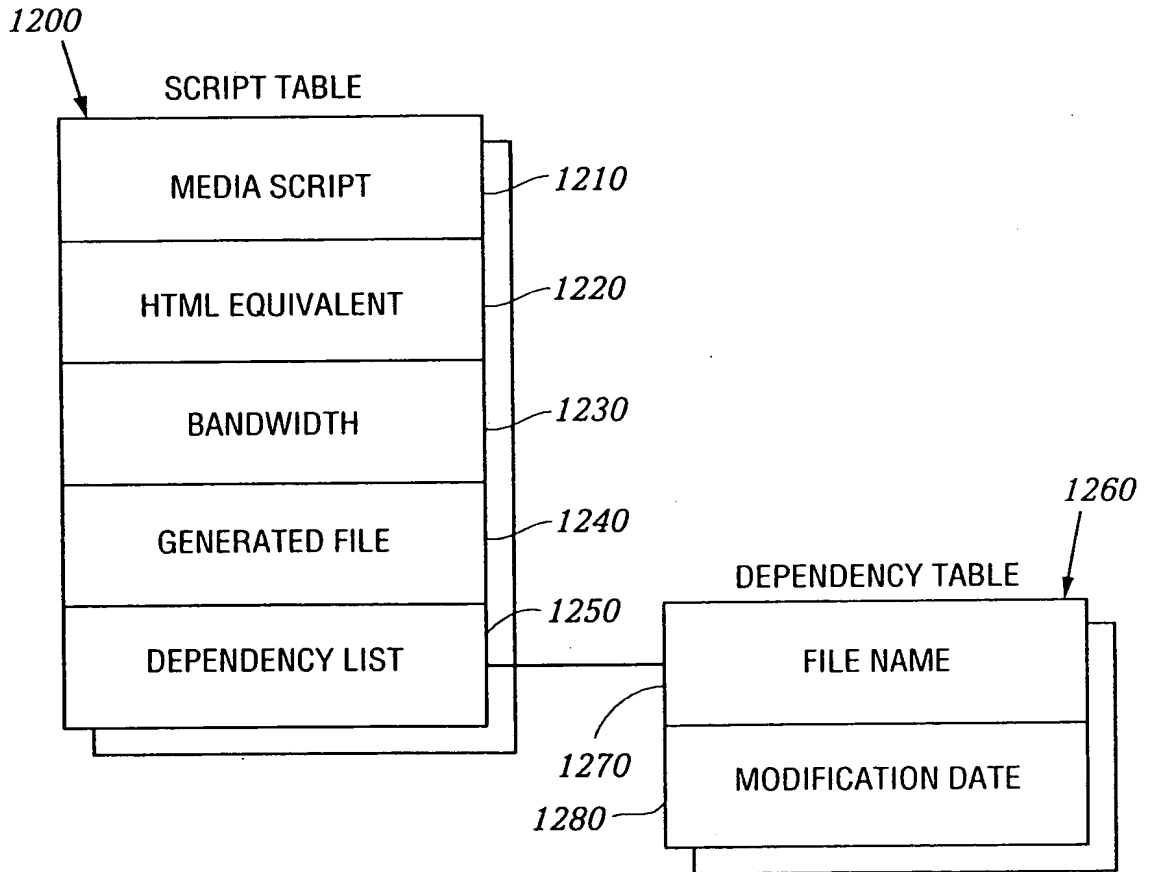 1200
SCRIPT TABLE
MEDIA SCRIPT
1210
HTML EQUIVALENT
1220
BANDWIDTH
1230
GENERATED FILE
1240
DEPENDENCY LIST
1250
1260
DEPENDENCY TABLE
FILE NAME
1270
MODIFICATION DATE
1280